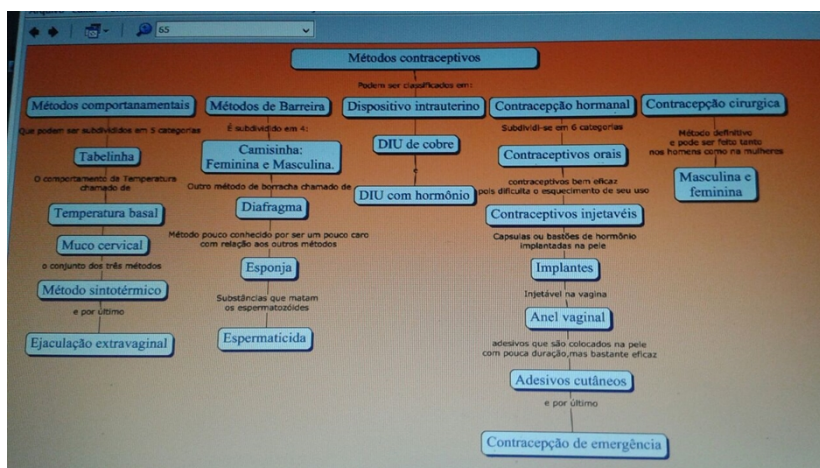 65
Métodos contraceptivos
Podem ser classificados em:
Métodos comportanamentais
Que podem ser subdivididos em 5 categorias
Tabelinha
O comportamento da Temperatura
chamado de
Temperatura basal
Muco cervical
o conjunto dos três métodos
Método sintotérmico
e por último
Ejaculação extravaginal
Métodos de Barreira
É subdividido em 4:
Camisinha:
Feminina e Masculina.
Outro método de borracha chamado de
Diafragma
Método pouco conhecido por ser um pouco caro
com relação aos outros métodos
Esponja
Substâncias que matam
os espermatozóides
Espermaticida
Dispositivo intrauterino
DIU de cobre
e
DIU com hormônio
Contracepção hormanal
Subdividi-se em 6 categorias
Contraceptivos orais
contraceptivos bem eficaz
pois dificulta o esquecimento de seu uso
Contraceptivos injetavéis
Capsulas ou bastões de hormônio
implantadas na pele
Implantes
Injetável na vagina
Anel vaginal
adesivos que são colocados na pele
com pouca duração,mas bastante eficaz
Adesivos cutâneos
e por último
Contracepção de emergência
Contracepção cirurgica
Método definitivo
e pode ser feito tanto
nos homens como na mulheres
Masculina e
feminina